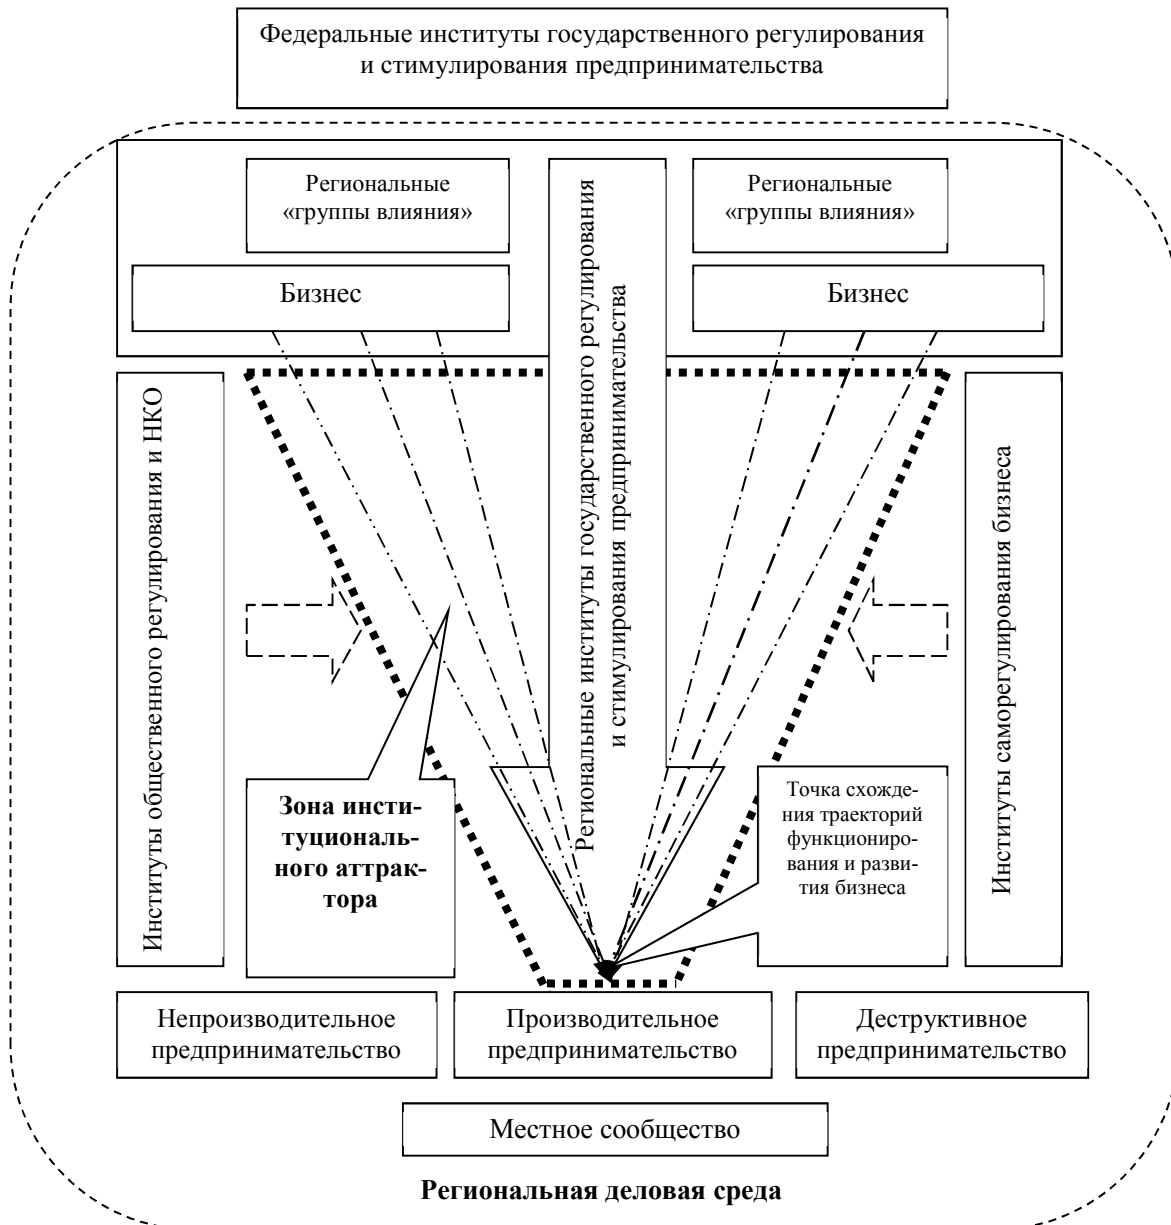 Федеральные институты государственного регулирования
и стимулирования предпринимательства
Региональные
«группы влияния»
Региональные
«группы влияния»
Бизнес
Бизнес
Региональные институты государственного регулирования
и стимулирования предпринимательства
Институты общественного регулирования и НКО
Институты саморегулирования бизнеса
Зона инсти-
туциональ-
ного аттрак-
тора
Точка схожде-
ния траекторий
функциониро-
вания и разви-
тия бизнеса
Непроизводительное
предпринимательство
Производительное
предпринимательство
Деструктивное
предпринимательство
Местное сообщество
Региональная деловая среда